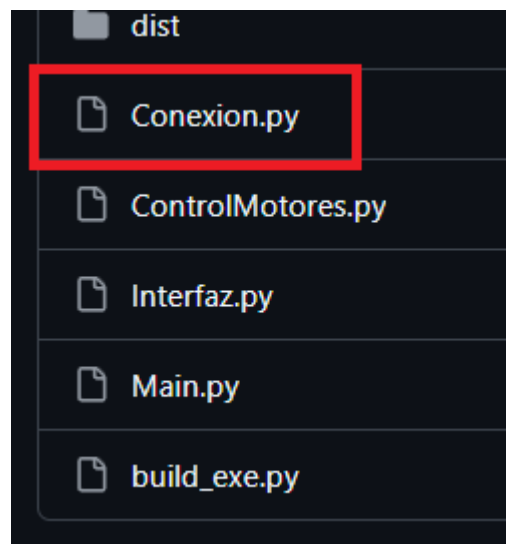 dist
Conexion.py
ControlMotores.py
Interfaz.py
Main.py
build_exe.py